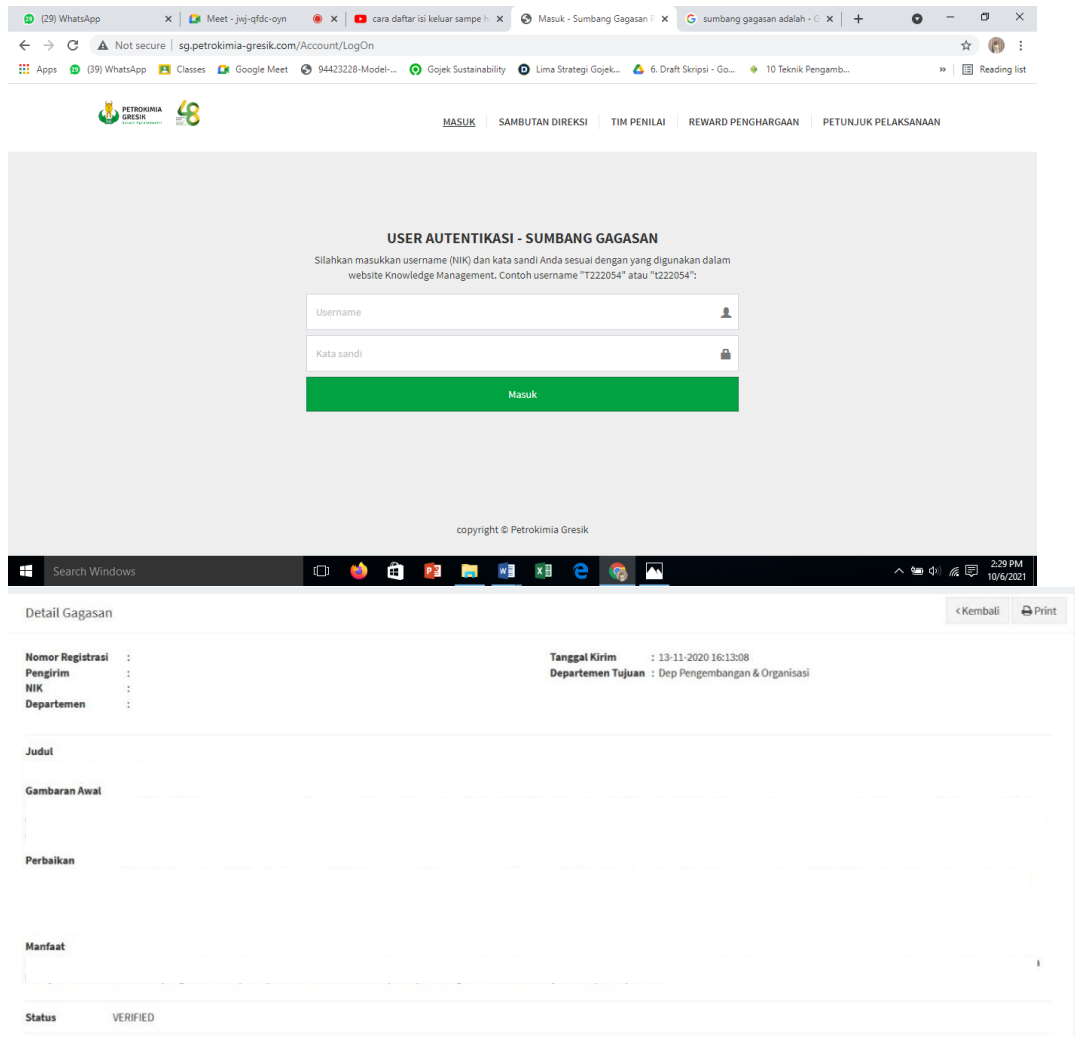 (29) WhatsApp
Meet - jwj-qfdc-oyn
cara daftar isi keluar sampe h
Masuk - Sumbang Gagasan P
sumbang gagasan adalah - G
Not secure
sg.petrokimia-gresik.com/Account/LogOn
Apps
(39) WhatsApp
Classes
Google Meet
94423228-Model-...
Gojek Sustainability
Lima Strategi Gojek...
6. Draft Skripsi - Go...
10 Teknik Pengamb...
»
Reading list
PETROKIMIA
GRESIK
48
MASUK
SAMBUTAN DIREKSI
TIM PENILAI
REWARD PENGHARGAAN
PETUNJUK PELAKSANAAN
USER AUTENTIKASI - SUMBANG GAGASAN
Silahkan masukkan username (NIK) dan kata sandi Anda sesuai dengan yang digunakan dalam
website Knowledge Management. Contoh username "T222054" atau "t222054":
Username
Kata sandi
Masuk
copyright © Petrokimia Gresik
Search Windows
2:29 PM
10/6/2021
Detail Gagasan
<Kembali
Print
Nomor Registrasi :
Tanggal Kirim : 13-11-2020 16:13:08
Pengirim :
Departemen Tujuan : Dep Pengembangan & Organisasi
NIK :
Departemen :
Judul
Gambaran Awal
Perbaikan
Manfaat
Status VERIFIED